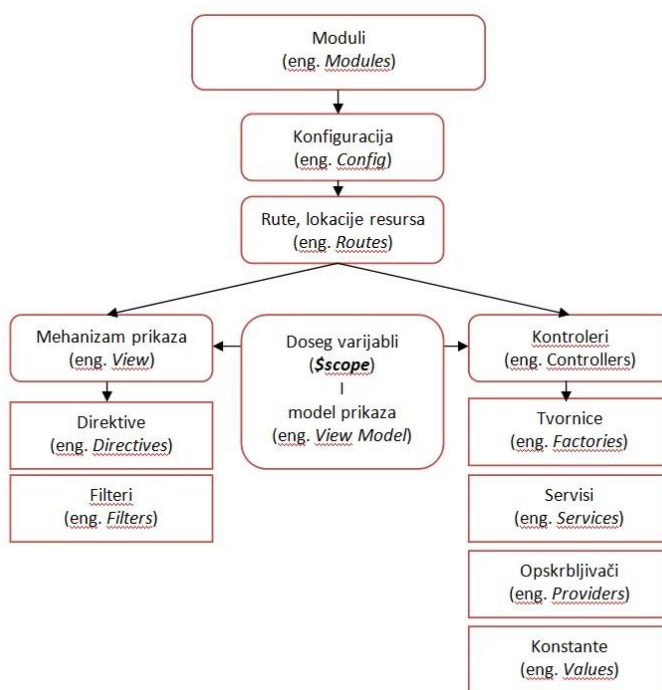 Moduli
(eng. Modules)
Konfiguracija
(eng. Config)
Rute, lokacije resursa
(eng. Routes)
Mehanizam prikaza
(eng. View)
Doseg varijabli
($scope)
I
model prikaza
(eng. View Model)
Kontroleri
(eng. Controllers)
Direktive
(eng. Directives)
Filteri
(eng. Filters)
Tvornice
(eng. Factories)
Servisi
(eng. Services)
Opskrbljivači
(eng. Providers)
Konstante
(eng. Values)